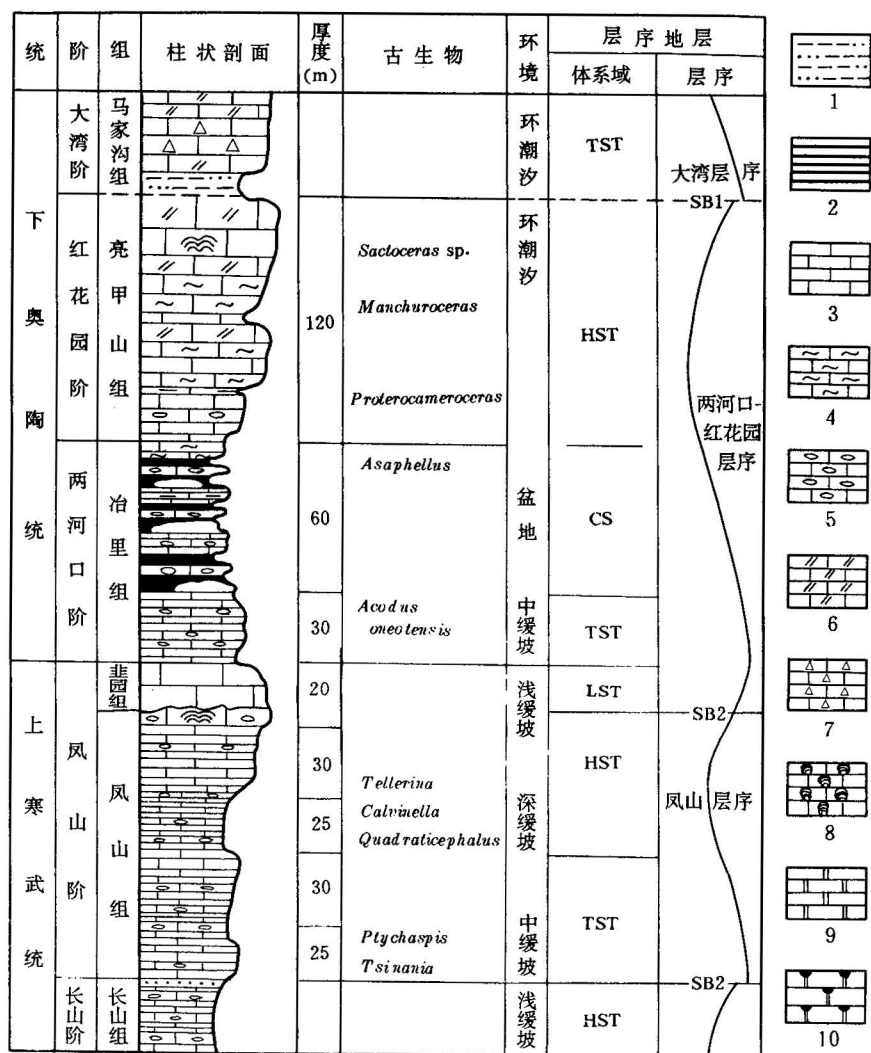 统 阶 组 柱状剖面 厚度(m) 古生物 环境 层序地层
体系域 层序
下奥陶统
上寒武统
大湾阶
红花园阶
两河口阶
凤山阶
长山阶
马家沟组
亮甲山组
冶里组
韭园组
凤山组
长山组
120
60
30
20
30
25
30
25
Sactoceras sp.
Manchuroceras
Proterocameroceras
Asaphellus
Acodus
oneotensis
Tellerina
Calvinella
Quadraticephalus
Ptychaspis
Tsinania
环潮汐
环潮汐
盆地
中缓坡
浅缓坡
深缓坡
中缓坡
浅缓坡
TST
HST
CS
TST
LST
HST
TST
HST
大湾层序
SB1
两河口-
红花园
层序
SB2
凤山层序
SB2
1
2
3
4
5
6
7
8
9
10